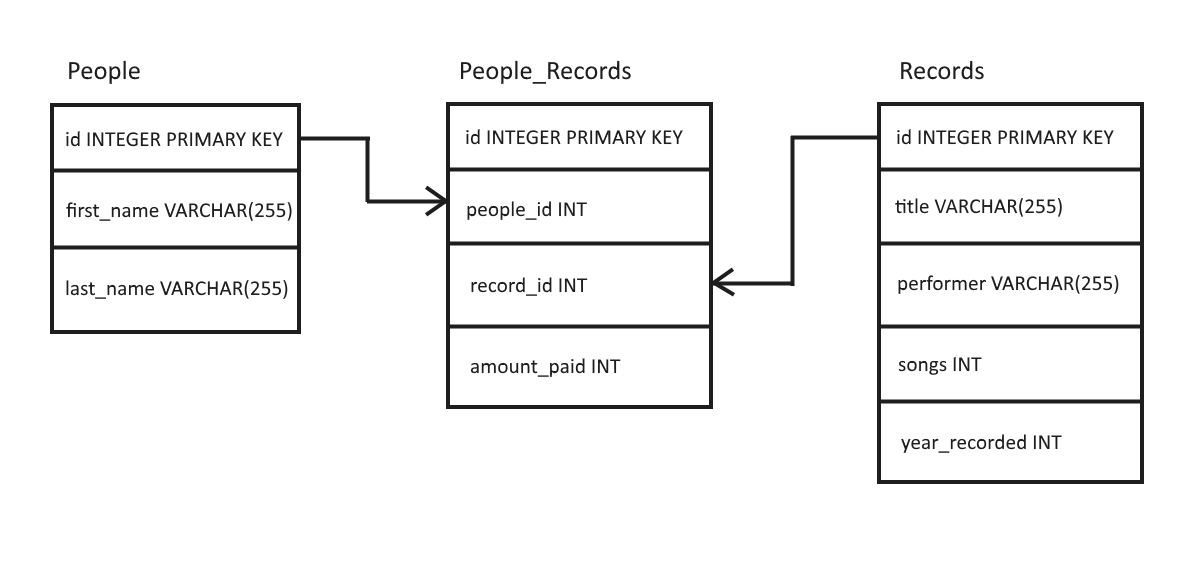 People
id INTEGER PRIMARY KEY
first_name VARCHAR(255)
last_name VARCHAR(255)
People_Records
id INTEGER PRIMARY KEY
people_id INT
record_id INT
amount_paid INT
Records
id INTEGER PRIMARY KEY
title VARCHAR(255)
performer VARCHAR(255)
songs INT
year_recorded INT